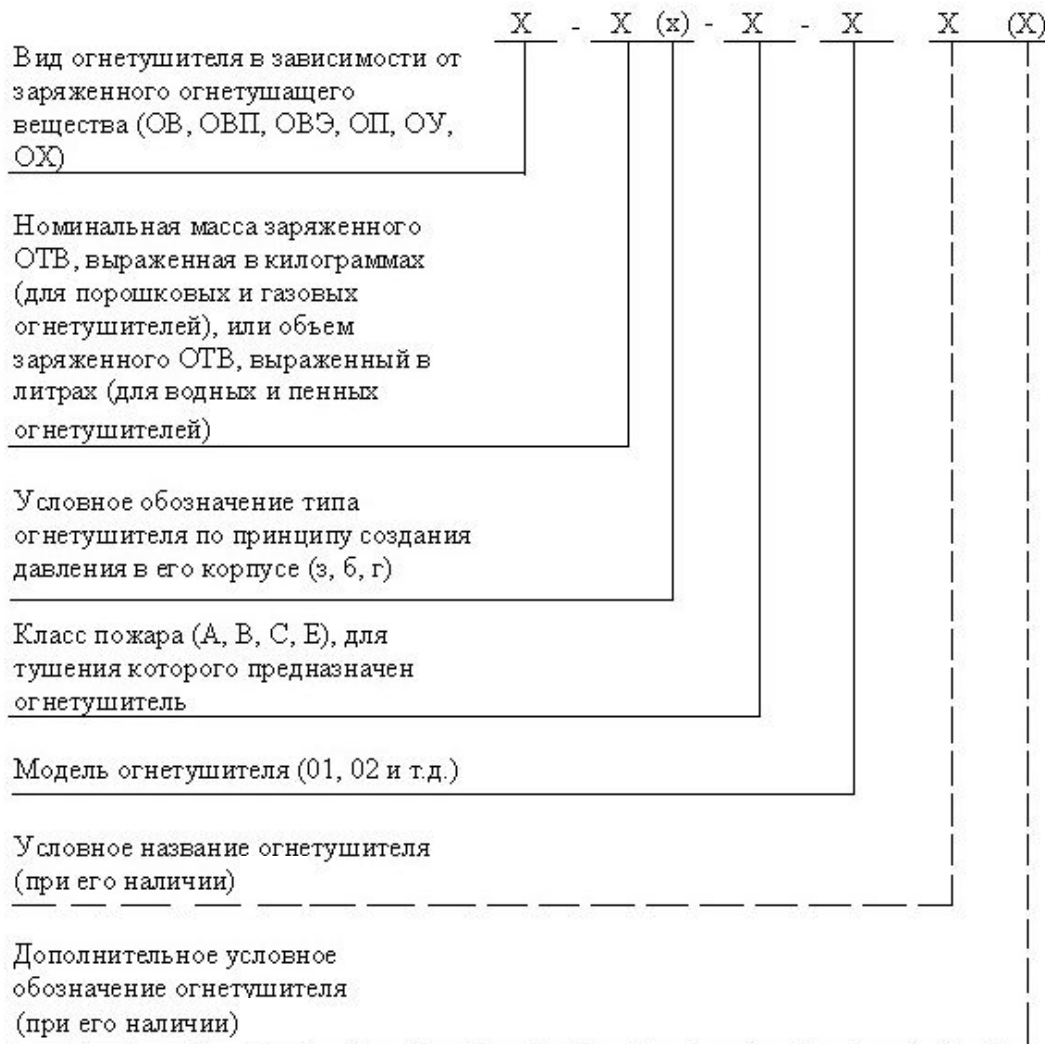 X - X (x) - X - X X (X)
Вид огнетушителя в зависимости от
заряженного огнетушащего
вещества (ОВ, ОВП, ОВЭ, ОП, ОУ,
ОХ)
Номинальная масса заряженного
ОТВ, выраженная в килограммах
(для порошковых и газовых
огнетушителей), или объем
заряженного ОТВ, выраженный в
литрах (для водных и пенных
огнетушителей)
Условное обозначение типа
огнетушителя по принципу создания
давления в его корпусе (з, б, г)
Класс пожара (А, В, С, Е), для
тушения которого предназначен
огнетушитель
Модель огнетушителя (01, 02 и т.д.)
Условное название огнетушителя
(при его наличии)
Дополнительное условное
обозначение огнетушителя
(при его наличии)